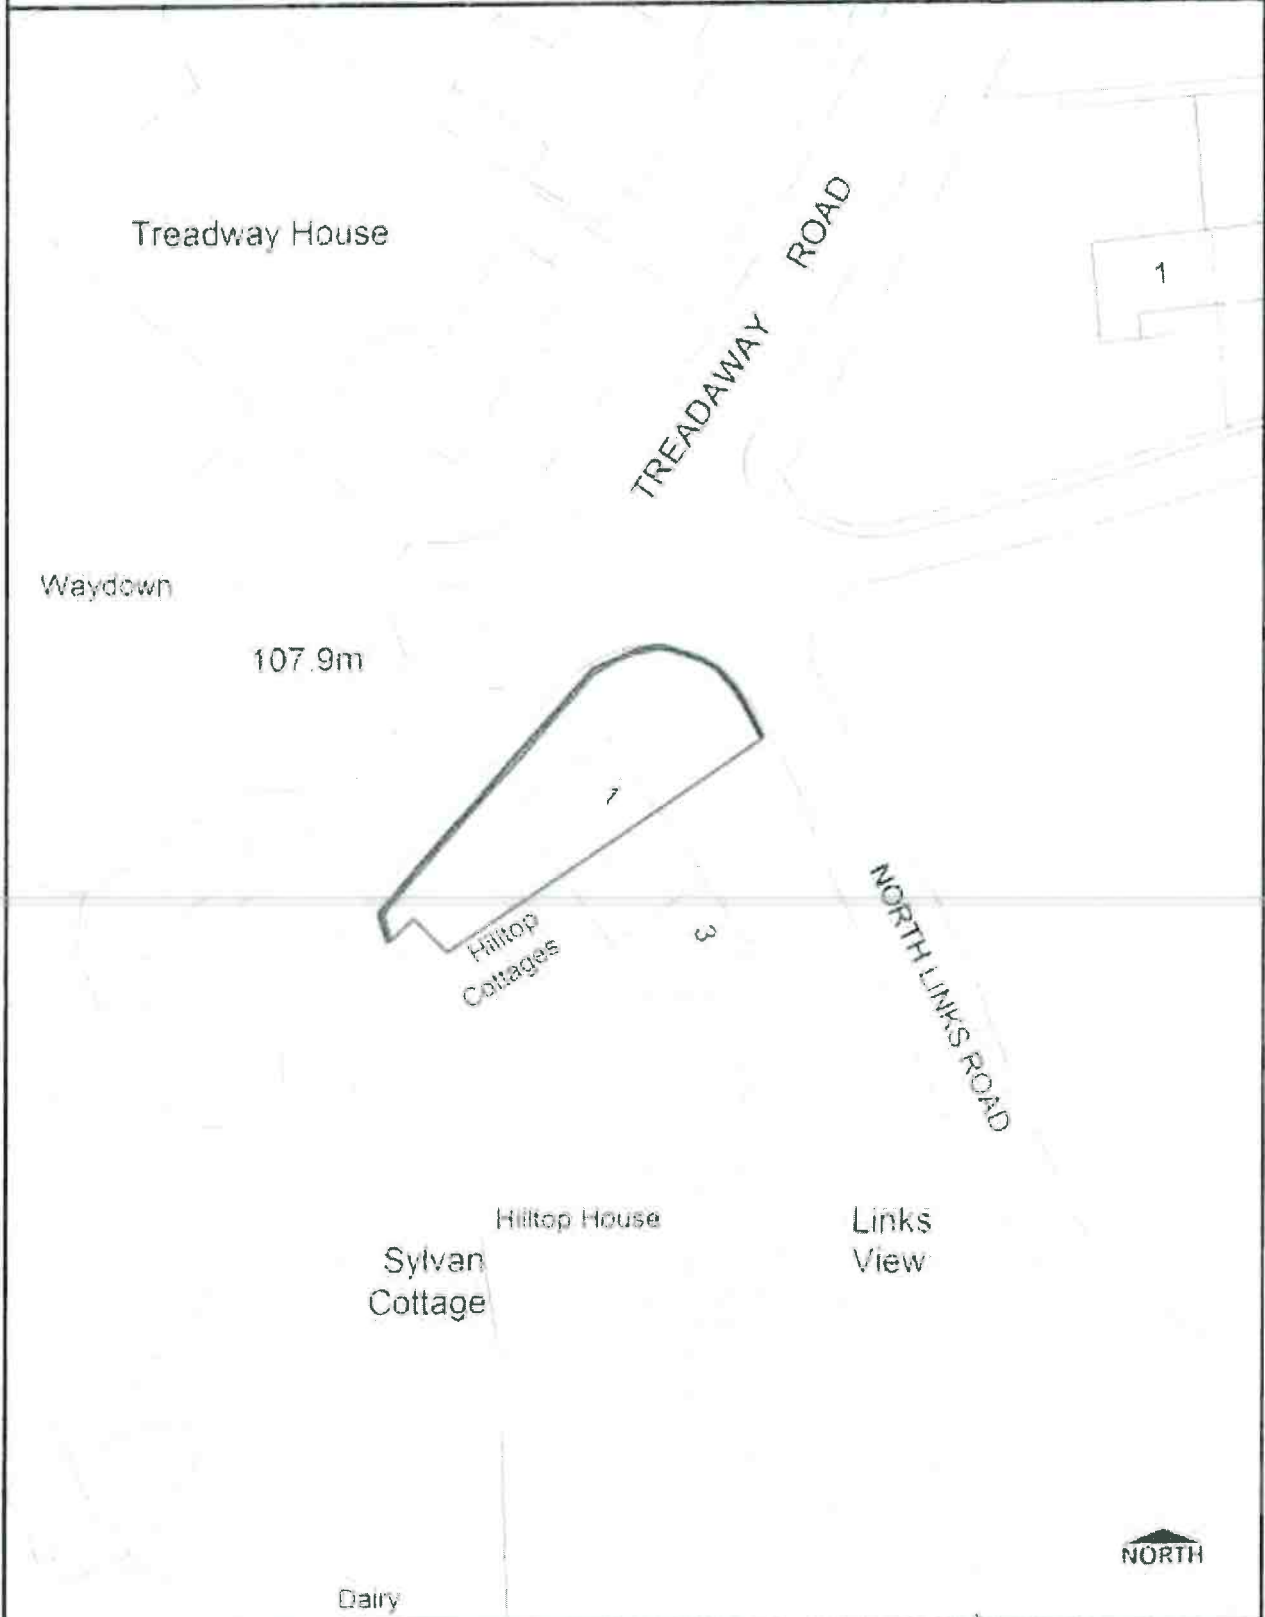 Treadway House
TREADAWAY ROAD
1
Waydown
107.9m
1
Hilltop
Cottages
3
NORTH LINKS ROAD
Hilltop House
Links
View
Sylvan
Cottage
NORTH
Dairy